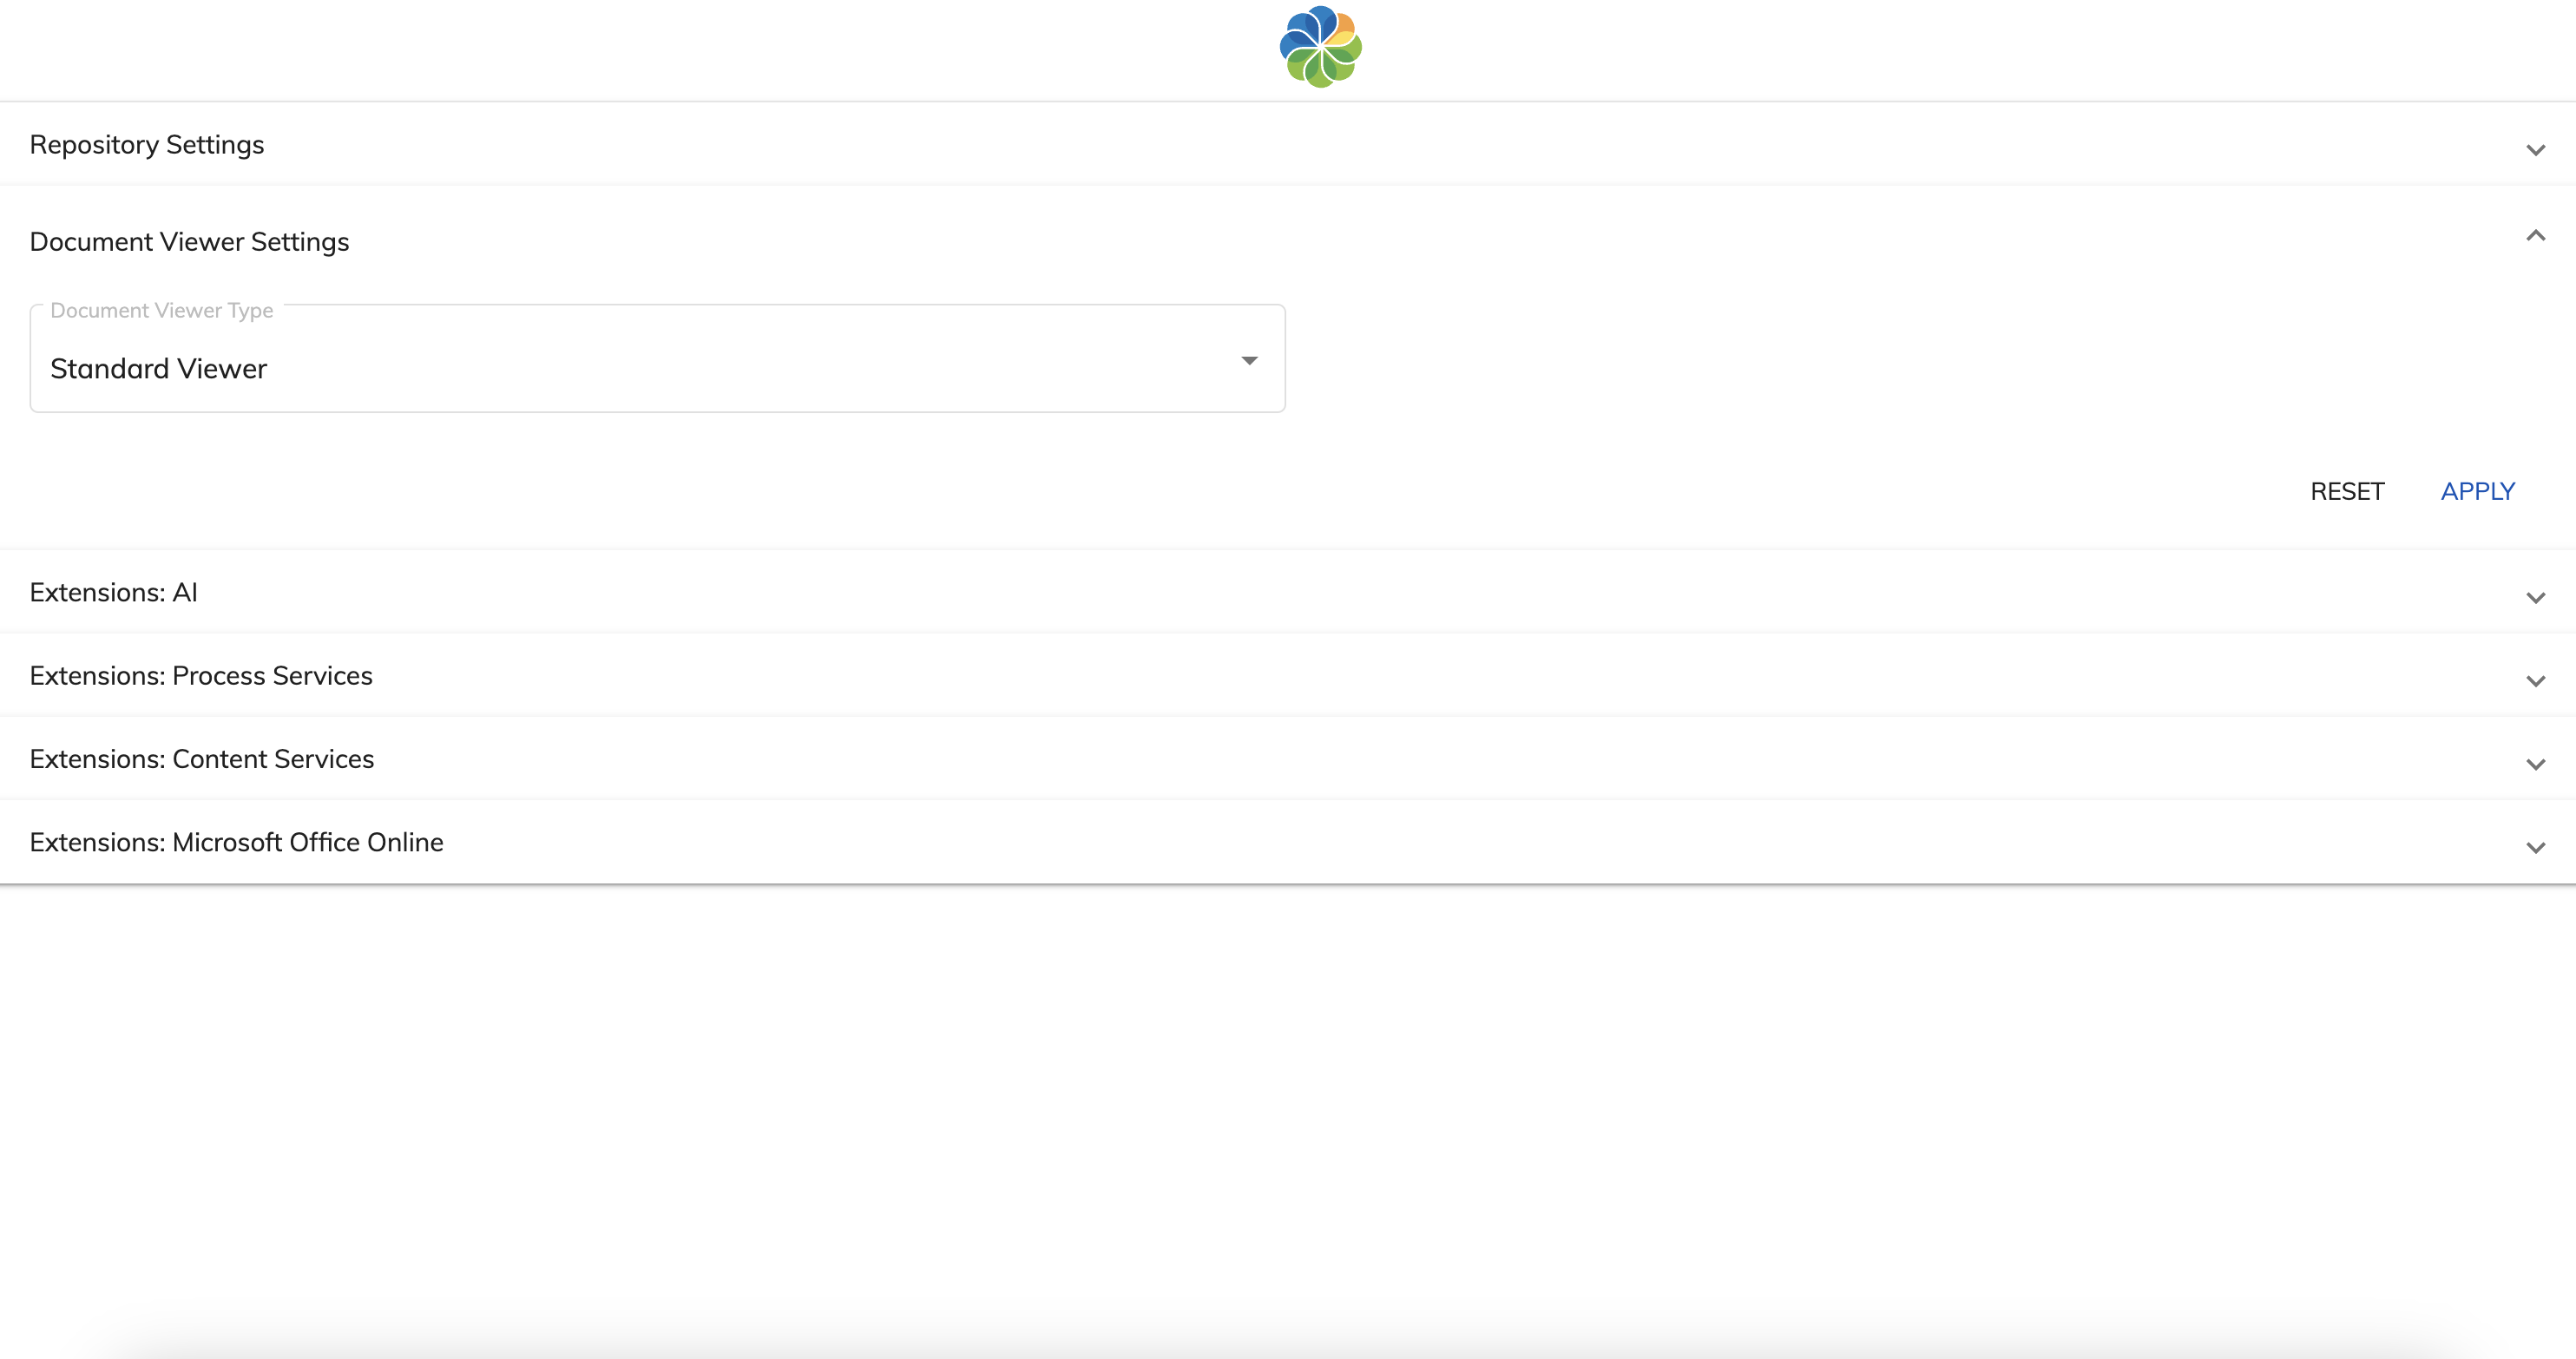 Repository Settings
Document Viewer Settings
Document Viewer Type
Standard Viewer
RESET APPLY
Extensions: AI
Extensions: Process Services
Extensions: Content Services
Extensions: Microsoft Office Online